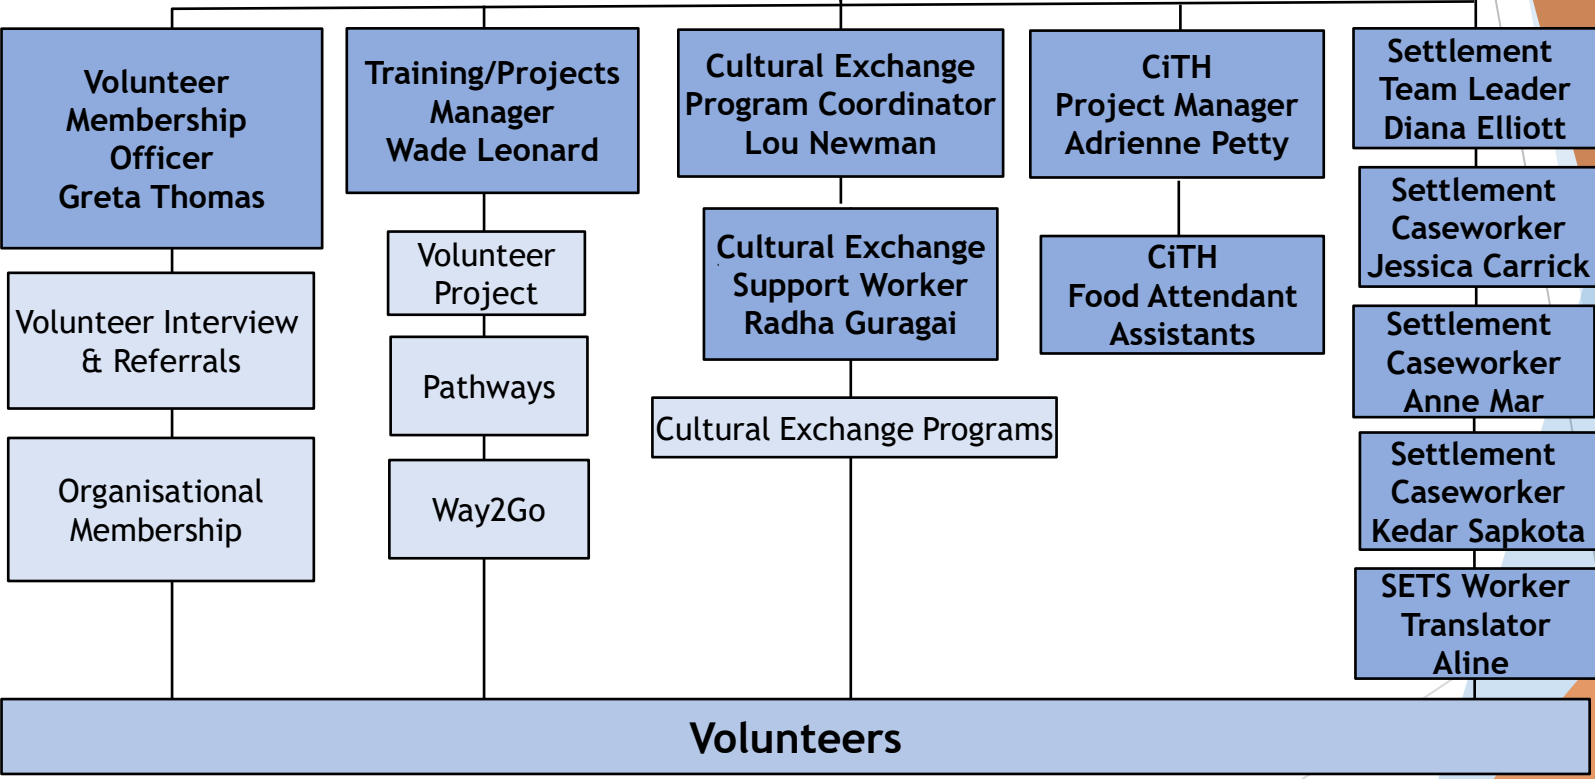 Volunteer
Membership
Officer
Greta Thomas
Volunteer Interview
& Referrals
Organisational
Membership
Training/Projects
Manager
Wade Leonard
Volunteer
Project
Pathways
Way2Go
Cultural Exchange
Program Coordinator
Lou Newman
Cultural Exchange
Support Worker
Radha Guragai
Cultural Exchange Programs
CiTH
Project Manager
Adrienne Petty
CiTH
Food Attendant
Assistants
Settlement
Team Leader
Diana Elliott
Settlement
Caseworker
Jessica Carrick
Settlement
Caseworker
Anne Mar
Settlement
Caseworker
Kedar Sapkota
SETS Worker
Translator
Aline
Volunteers